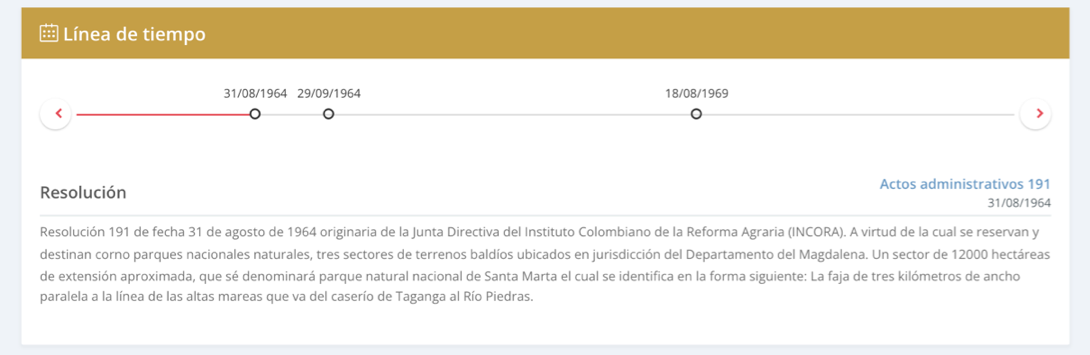 Línea de tiempo
31/08/1964 29/09/1964 18/08/1969
Resolución
Actos administrativos 191
31/08/1964
Resolución 191 de fecha 31 de agosto de 1964 originaria de la Junta Directiva del Instituto Colombiano de la Reforma Agraria (INCORA). A virtud de la cual se reservan y
destinan corno parques nacionales naturales, tres sectores de terrenos baldíos ubicados en jurisdicción del Departamento del Magdalena. Un sector de 12000 hectáreas
de extensión aproximada, que sé denominará parque natural nacional de Santa Marta el cual se identifica en la forma siguiente: La faja de tres kilómetros de ancho
paralela a la línea de las altas mareas que va del caserío de Taganga al Río Piedras.